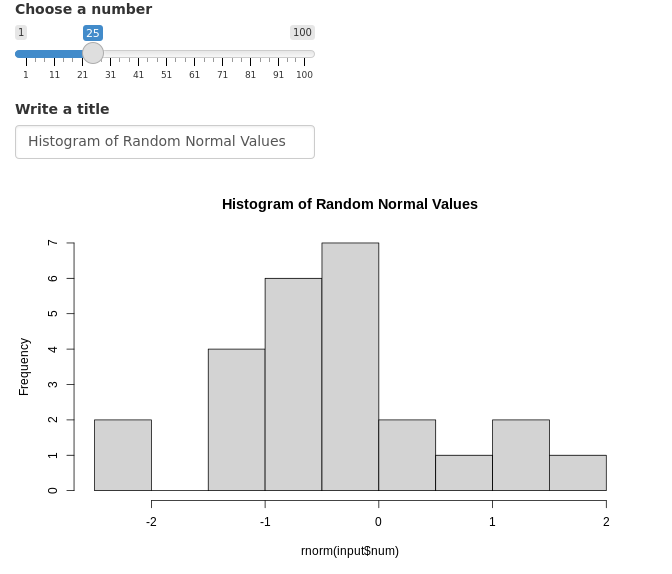 Choose a number
1 25 100
1 11 21 31 41 51 61 71 81 91 100
Write a title
Histogram of Random Normal Values
Histogram of Random Normal Values
7
6
5
4
3
2
1
0
Frequency
-2 -1 0 1 2
rnorm(input$num)